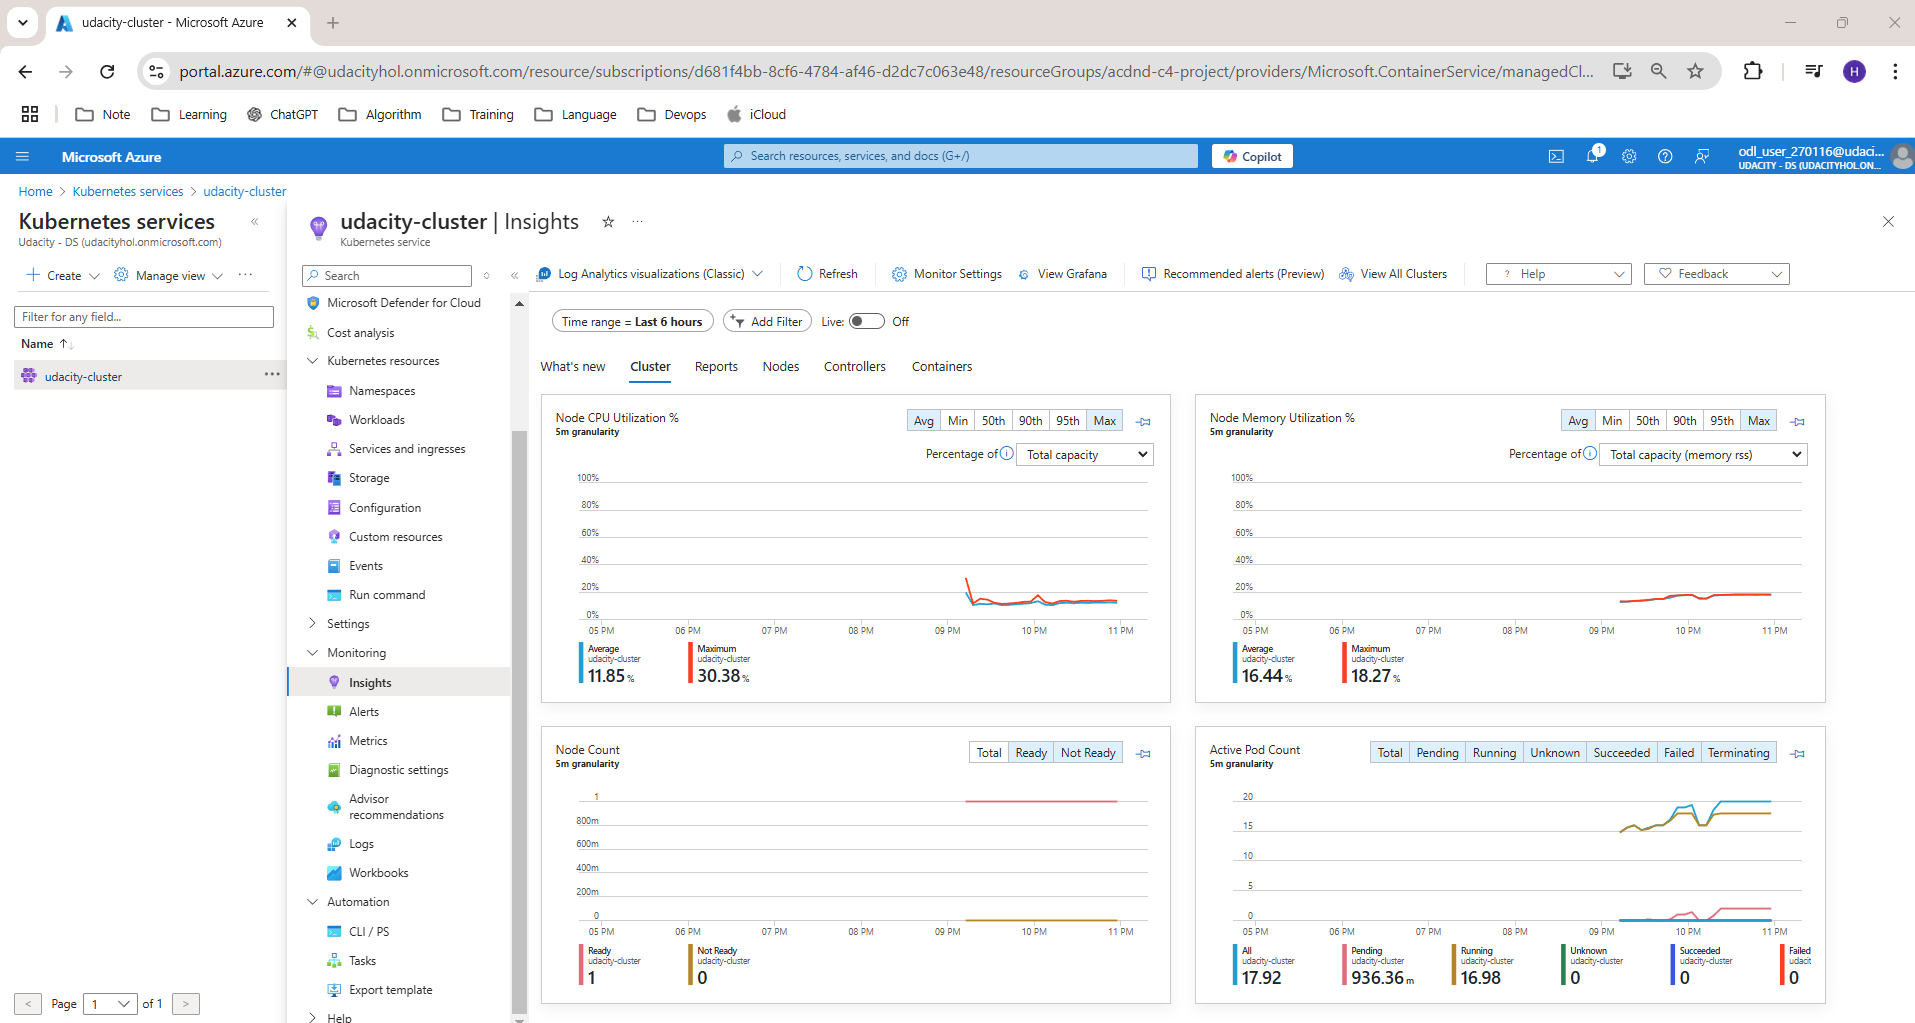 udacity-cluster - Microsoft Azure
portal.azure.com/#@udacityhol.onmicrosoft.com/resource/subscriptions/d681f4bb-8cf6-4784-af46-d2dc7c063e48/resourceGroups/acdnd-c4-project/providers/Microsoft.ContainerService/managedCl...
H
Note Learning ChatGPT Algorithm Training Language Devops iCloud
Microsoft Azure
Search resources, services, and docs (G+/)
Copilot
1
odl_user_270116@udaci...
UDACITY - DS (UDACITYHOL.ON...
Home > Kubernetes services > udacity-cluster
Kubernetes services
Udacity - DS (udacityhol.onmicrosoft.com)
Create Manage view ...
Filter for any field...
Name
udacity-cluster ...
< Page 1 of 1 >
udacity-cluster | Insights ...
Kubernetes service
Search
Microsoft Defender for Cloud
Cost analysis
Kubernetes resources
Namespaces
Workloads
Services and ingresses
Storage
Configuration
Custom resources
Events
Run command
Settings
Monitoring
Insights
Alerts
Metrics
Diagnostic settings
Advisor
recommendations
Logs
Workbooks
Automation
CLI / PS
Tasks
Export template
Help
Log Analytics visualizations (Classic) Refresh Monitor Settings View Grafana Recommended alerts (Preview) View All Clusters ? Help Feedback
Time range = Last 6 hours Add Filter Live: Off
What's new Cluster Reports Nodes Controllers Containers
Node CPU Utilization %
5m granularity
Avg Min 50th 90th 95th Max
Percentage of Total capacity
100%
80%
60%
40%
20%
0%
05 PM 06 PM 07 PM 08 PM 09 PM 10 PM 11 PM
Average
udacity-cluster
11.85 %
Maximum
udacity-cluster
30.38 %
Node Memory Utilization %
5m granularity
Avg Min 50th 90th 95th Max
Percentage of Total capacity (memory rss)
100%
80%
60%
40%
20%
0%
05 PM 06 PM 07 PM 08 PM 09 PM 10 PM 11 PM
Average
udacity-cluster
16.44 %
Maximum
udacity-cluster
18.27 %
Node Count
5m granularity
Total Ready Not Ready
1
800m
600m
400m
200m
0
05 PM 06 PM 07 PM 08 PM 09 PM 10 PM 11 PM
Ready
udacity-cluster
1
Not Ready
udacity-cluster
0
Active Pod Count
5m granularity
Total Pending Running Unknown Succeeded Failed Terminating
20
15
10
5
0
05 PM 06 PM 07 PM 08 PM 09 PM 10 PM 11 PM
All
udacity-cluster
17.92
Pending
udacity-cluster
936.36 m
Running
udacity-cluster
16.98
Unknown
udacity-cluster
0
Succeeded
udacity-cluster
0
Failed
udacit
0